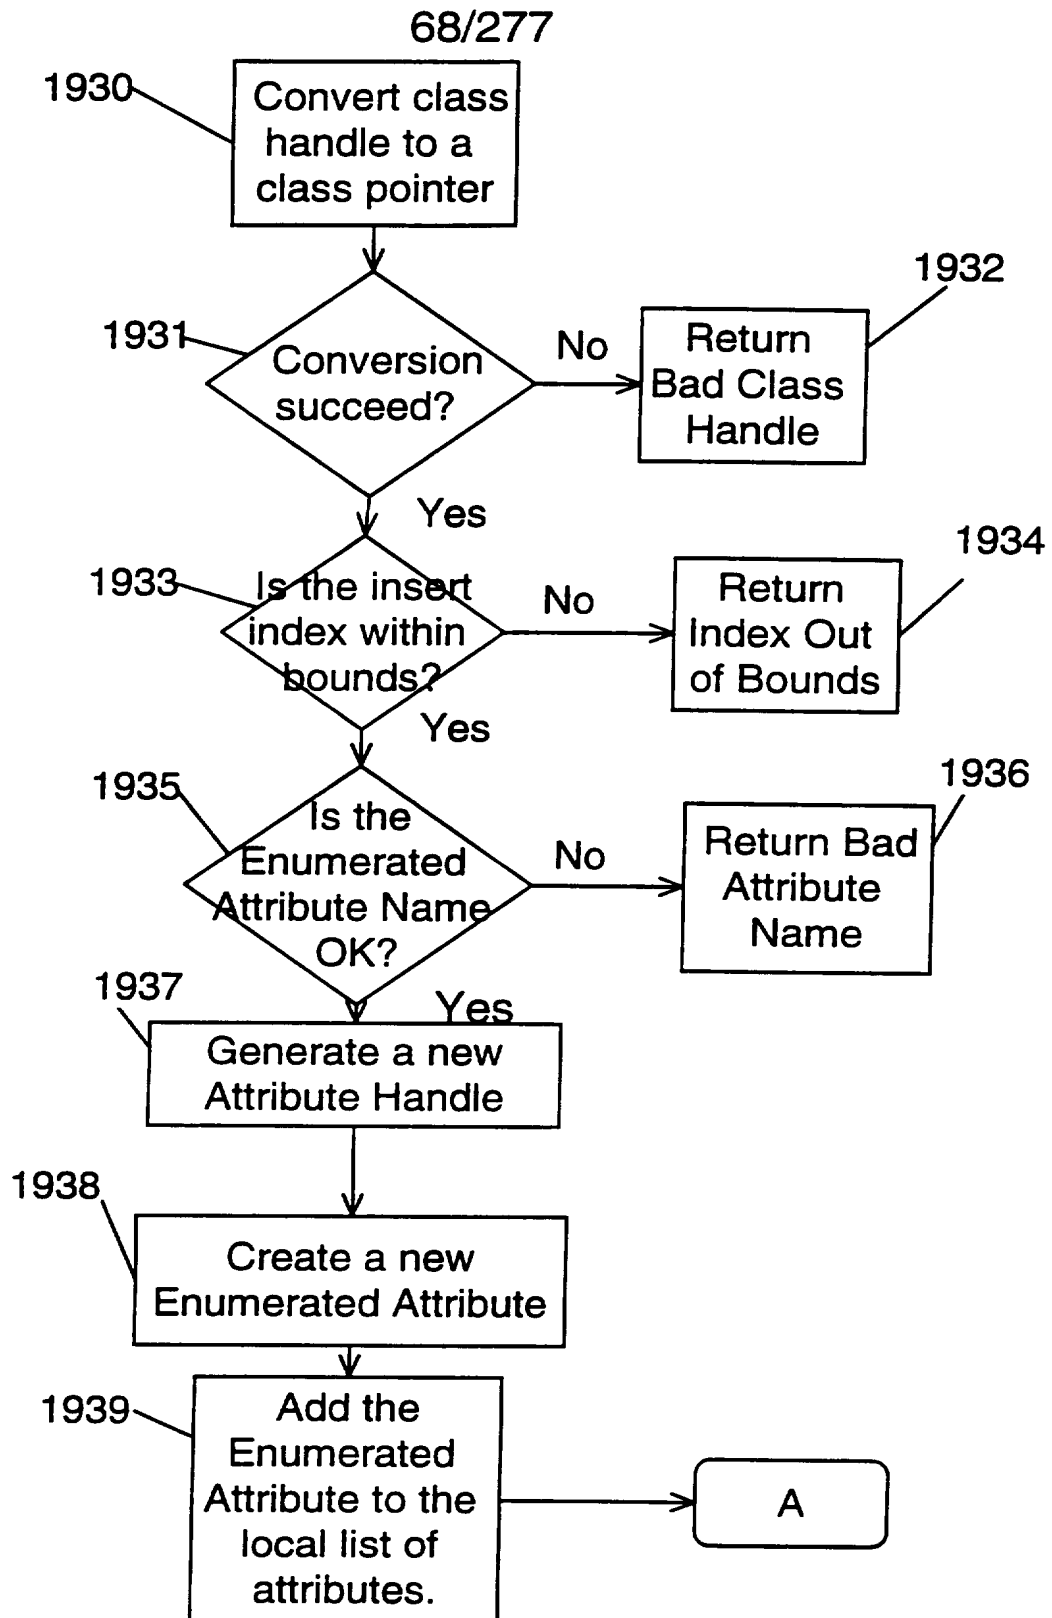 68/277
1930
Convert class
handle to a
class pointer
1931
Conversion
succeed?
No
1932
Return
Bad Class
Handle
Yes
1933
Is the insert
index within
bounds?
No
1934
Return
Index Out
of Bounds
Yes
1935
Is the
Enumerated
Attribute Name
OK?
No
1936
Return Bad
Attribute
Name
Yes
1937
Generate a new
Attribute Handle
1938
Create a new
Enumerated Attribute
1939
Add the
Enumerated
Attribute to the
local list of
attributes.
A